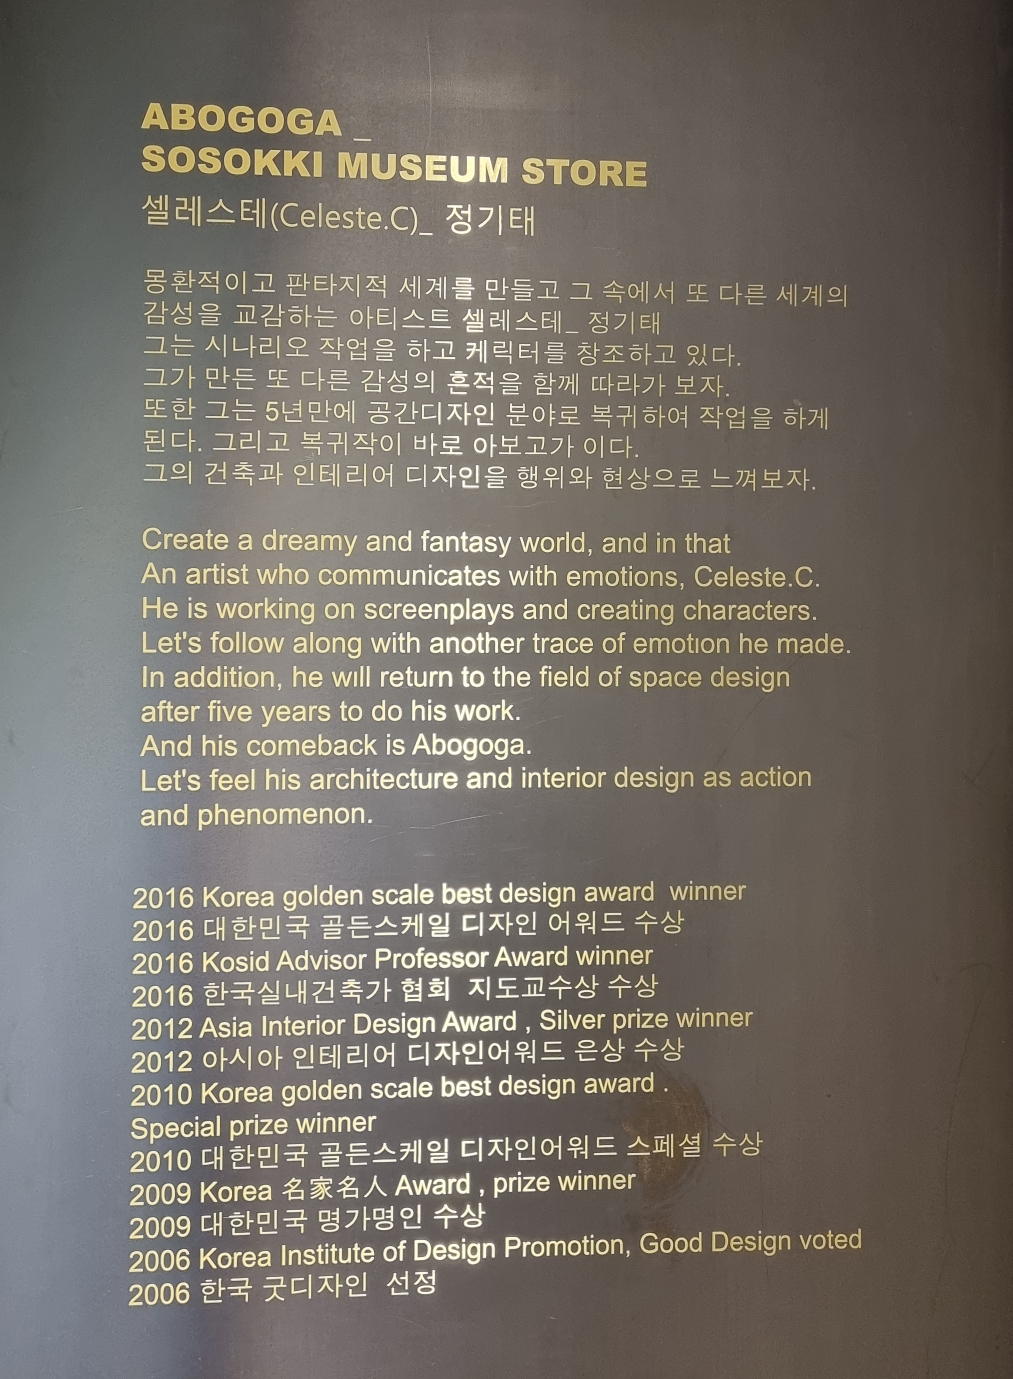 ABOGOGA _
SOSOKKI MUSEUM STORE
셀레스테(Celeste.C)_ 정기태
몽환적이고 판타지적 세계를 만들고 그 속에서 또 다른 세계의
감성을 교감하는 아티스트 셀레스테_ 정기태
그는 시나리오 작업을 하고 케릭터를 창조하고 있다.
그가 만든 또 다른 감성의 흔적을 함께 따라가 보자.
또한 그는 5년만에 공간디자인 분야로 복귀하여 작업을 하게
된다. 그리고 복귀작이 바로 아보고가 이다.
그의 건축과 인테리어 디자인을 행위와 현상으로 느껴보자.
Create a dreamy and fantasy world, and in that
An artist who communicates with emotions, Celeste.C.
He is working on screenplays and creating characters.
Let's follow along with another trace of emotion he made.
In addition, he will return to the field of space design
after five years to do his work.
And his comeback is Abogoga.
Let's feel his architecture and interior design as action
and phenomenon.
2016 Korea golden scale best design award  winner
2016 대한민국 골든스케일 디자인 어워드 수상
2016 Kosid Advisor Professor Award winner
2016 한국실내건축가 협회  지도교수상 수상
2012 Asia Interior Design Award , Silver prize winner
2012 아시아 인테리어 디자인어워드 은상 수상
2010 Korea golden scale best design award .
Special prize winner
2010 대한민국 골든스케일 디자인어워드 스페셜 수상
2009 Korea 名家名人 Award , prize winner
2009 대한민국 명가명인 수상
2006 Korea Institute of Design Promotion, Good Design voted
2006 한국 굿디자인  선정